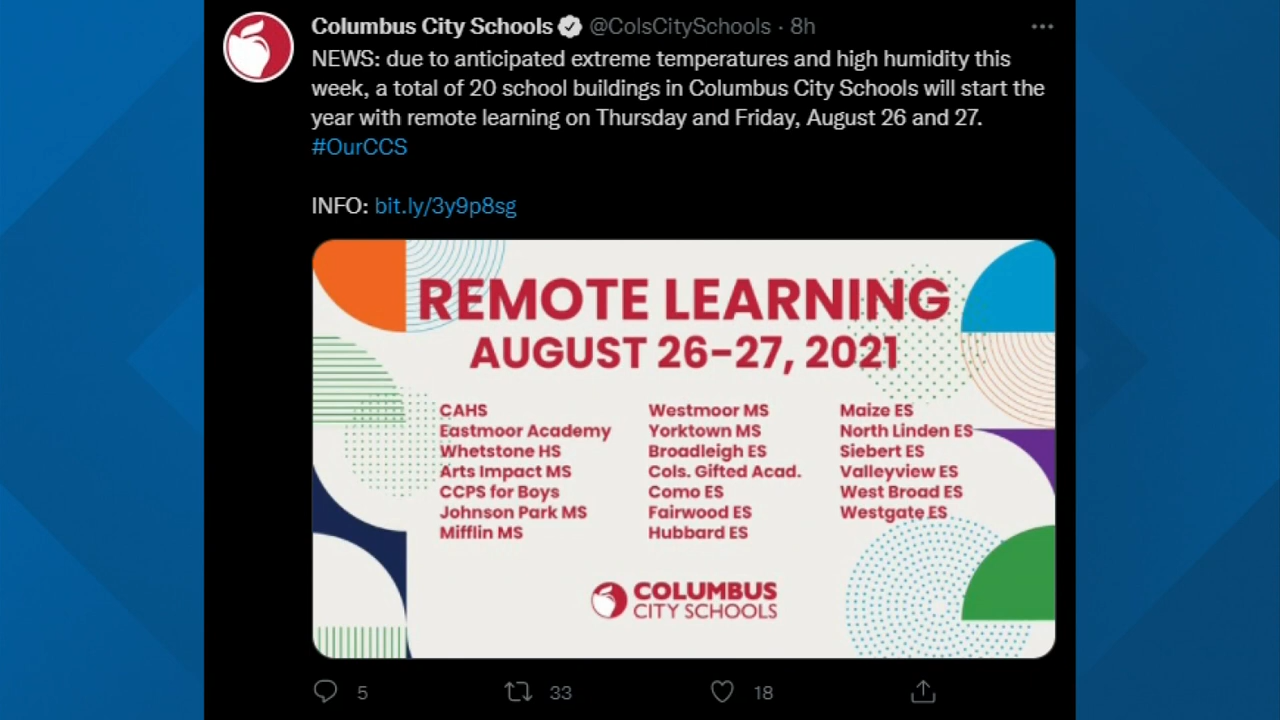 Columbus City Schools @ColsCitySchools · 8h
NEWS: due to anticipated extreme temperatures and high humidity this
week, a total of 20 school buildings in Columbus City Schools will start the
year with remote learning on Thursday and Friday, August 26 and 27.
#OurCCS
INFO: bit.ly/3y9p8sg
REMOTE LEARNING
AUGUST 26-27, 2021
CAHS
Eastmoor Academy
Whetstone HS
Arts Impact MS
CCPS for Boys
Johnson Park MS
Mifflin MS
Westmoor MS
Yorktown MS
Broadleigh ES
Cols. Gifted Acad.
Como ES
Fairwood ES
Hubbard ES
Maize ES
North Linden ES
Siebert ES
Valleyview ES
West Broad ES
Westgate ES
COLUMBUS
CITY SCHOOLS
5 33 18